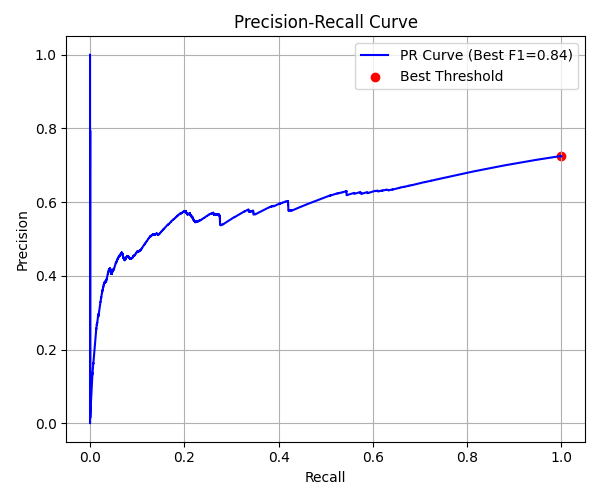 Precision-Recall Curve
PR Curve (Best F1=0.84)
Best Threshold
Precision
1.0
0.8
0.6
0.4
0.2
0.0
0.0 0.2 0.4 0.6 0.8 1.0
Recall